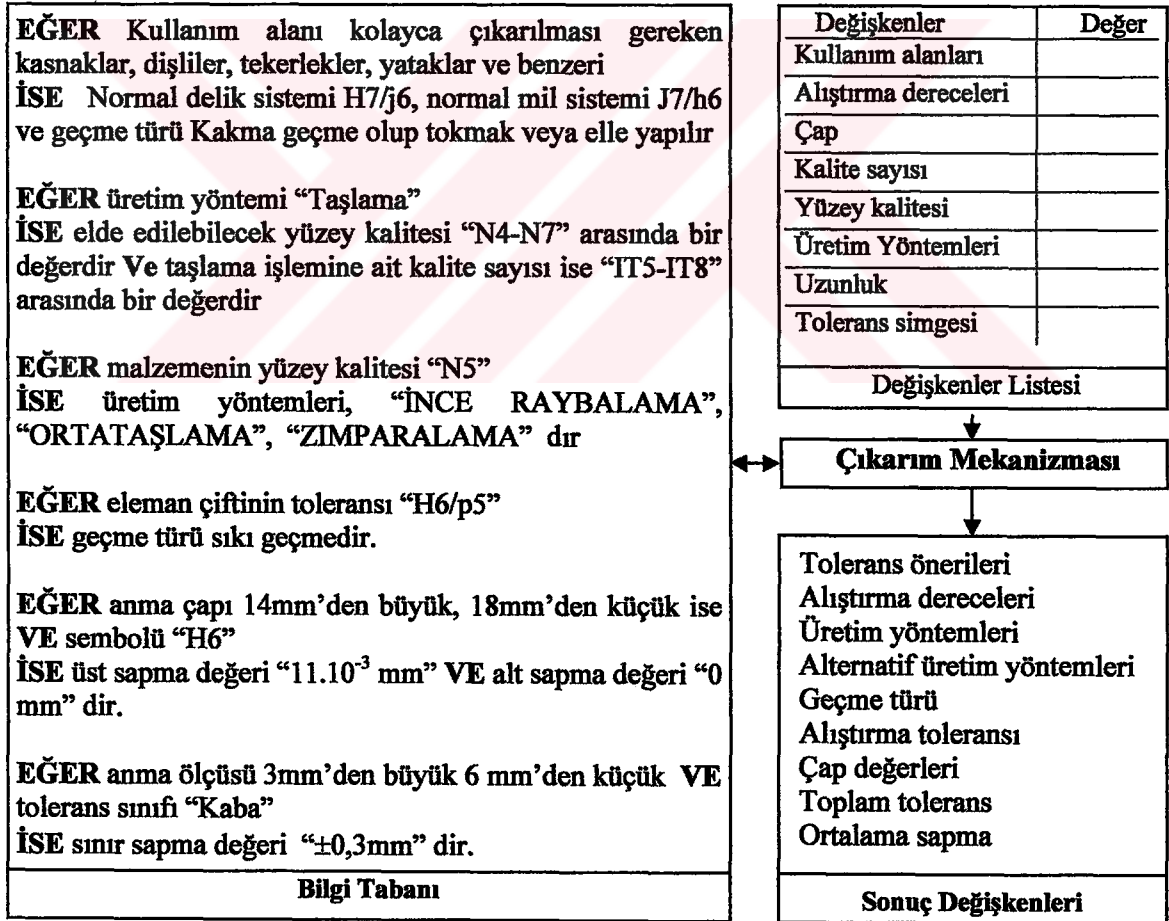 EĞER Kullanım alanı kolayca çıkarılması gereken
kasnaklar, dişliler, tekerlekler, yataklar ve benzeri
İSE Normal delik sistemi H7/j6, normal mil sistemi J7/h6
ve geçme türü Kakma geçme olup tokmak veya elle yapılır
EĞER üretim yöntemi “Taşlama”
İSE elde edilebilecek yüzey kalitesi “N4-N7” arasında bir
değerdir Ve taşlama işlemine ait kalite sayısı ise “IT5-IT8”
arasında bir değerdir
EĞER malzemenin yüzey kalitesi “N5”
İSE üretim yöntemleri, “İNCE RAYBALAMA”,
“ORTATAŞLAMA”, “ZIMPARALAMA” dır
EĞER eleman çiftinin toleransı “H6/p5”
İSE geçme türü sıkı geçmedir.
EĞER anma çapı 14mm’den büyük, 18mm’den küçük ise
VE sembolü “H6”
İSE üst sapma değeri “11.10⁻³ mm” VE alt sapma değeri “0
mm” dir.
EĞER anma ölçüsü 3mm’den büyük 6 mm’den küçük VE
tolerans sınıfı “Kaba”
İSE sınır sapma değeri “±0,3mm” dir.
Bilgi Tabanı
Değişkenler Değer
Kullanım alanları
Alıştırma dereceleri
Çap
Kalite sayısı
Yüzey kalitesi
Üretim Yöntemleri
Uzunluk
Tolerans simgesi
Değişkenler Listesi
Çıkarım Mekanizması
Tolerans önerileri
Alıştırma dereceleri
Üretim yöntemleri
Alternatif üretim yöntemleri
Geçme türü
Alıştırma toleransı
Çap değerleri
Toplam tolerans
Ortalama sapma
Sonuç Değişkenleri